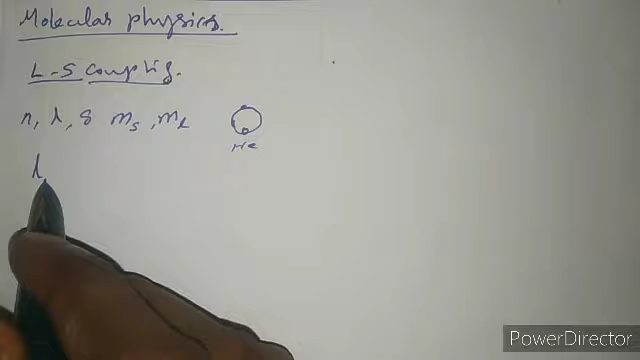 Molecular physics.
L-S coupling.
n, l, s ms, ml
He
l
PowerDirector